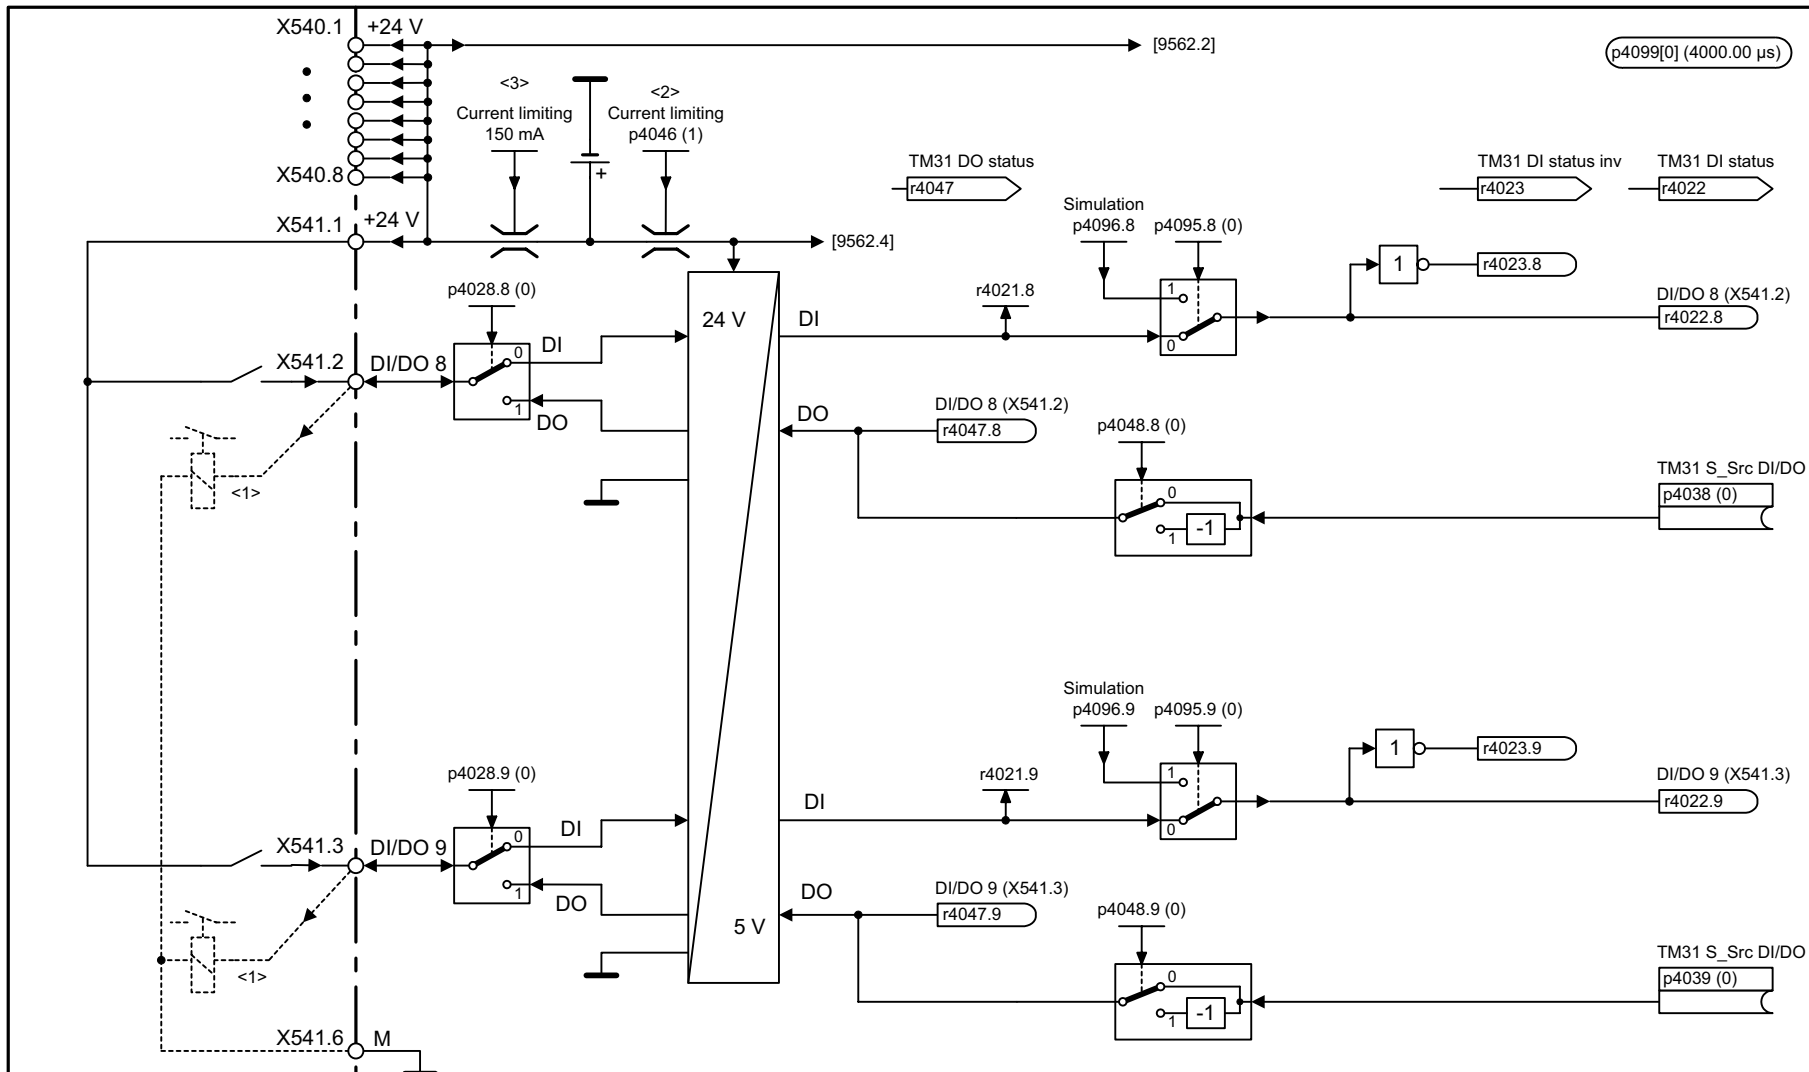 X540.1 +24 V
[9562.2]
p4099[0] (4000.00 µs)
<3>
Current limiting
150 mA
<2>
Current limiting
p4046 (1)
+
X540.8
TM31 DO status
r4047
TM31 DI status inv
r4023
TM31 DI status
r4022
X541.1 +24 V
[9562.4]
Simulation
p4096.8
p4095.8 (0)
1
0
1
r4023.8
p4028.8 (0)
24 V
DI
r4021.8
DI/DO 8 (X541.2)
r4022.8
X541.2 DI/DO 8
0
1
DI
DO
DO
DI/DO 8 (X541.2)
r4047.8
p4048.8 (0)
0
1
-1
TM31 S_Src DI/DO
p4038 (0)
<1>
Simulation
p4096.9
p4095.9 (0)
1
0
1
r4023.9
p4028.9 (0)
DI
r4021.9
DI/DO 9 (X541.3)
r4022.9
X541.3 DI/DO 9
0
1
DI
DO
5 V
DO
DI/DO 9 (X541.3)
r4047.9
p4048.9 (0)
0
1
-1
TM31 S_Src DI/DO
p4039 (0)
<1>
X541.6 M